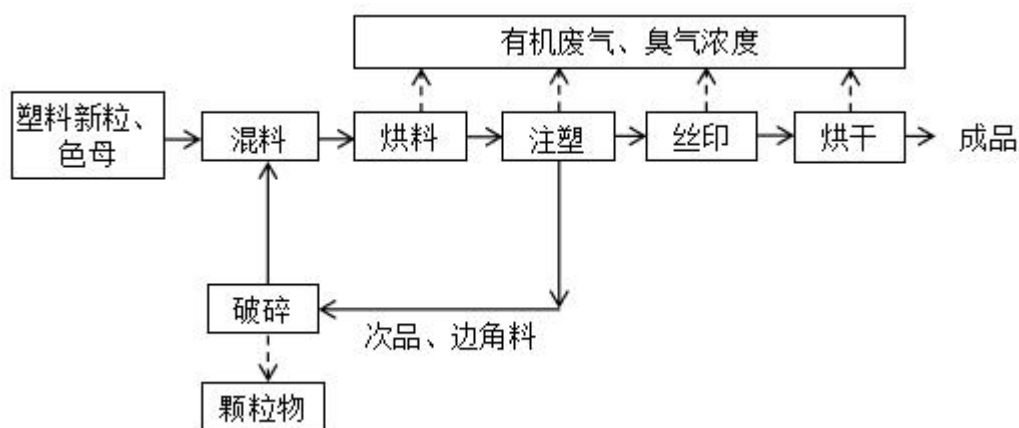 有机废气、臭气浓度
塑料新粒、
色母
混料
烘料
注塑
丝印
烘干
成品
破碎
次品、边角料
颗粒物